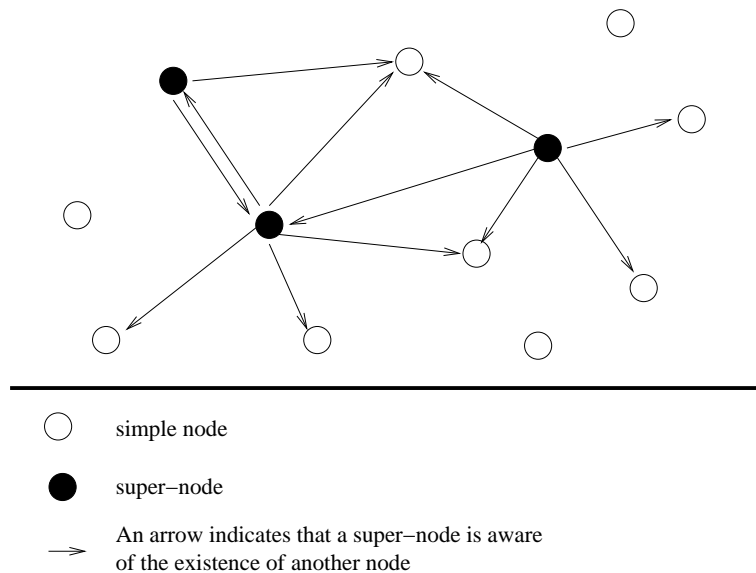 simple node
super−node
An arrow indicates that a super−node is aware
of the existence of another node